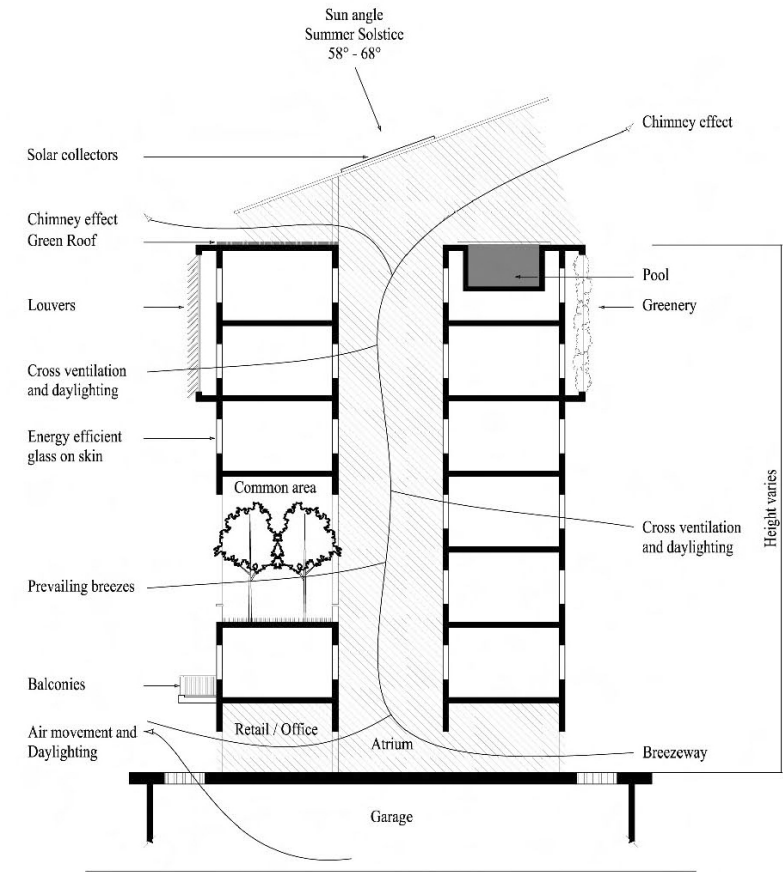 Sun angle
Summer Solstice
58° - 68°
Chimney effect
Solar collectors
Chimney effect
Green Roof
Pool
Louvers
Greenery
Cross ventilation
and daylighting
Energy efficient
glass on skin
Common area
Cross ventilation
and daylighting
Height varies
Prevailing breezes
Balconies
Retail / Office
Air movement and
Daylighting
Atrium
Breezeway
Garage